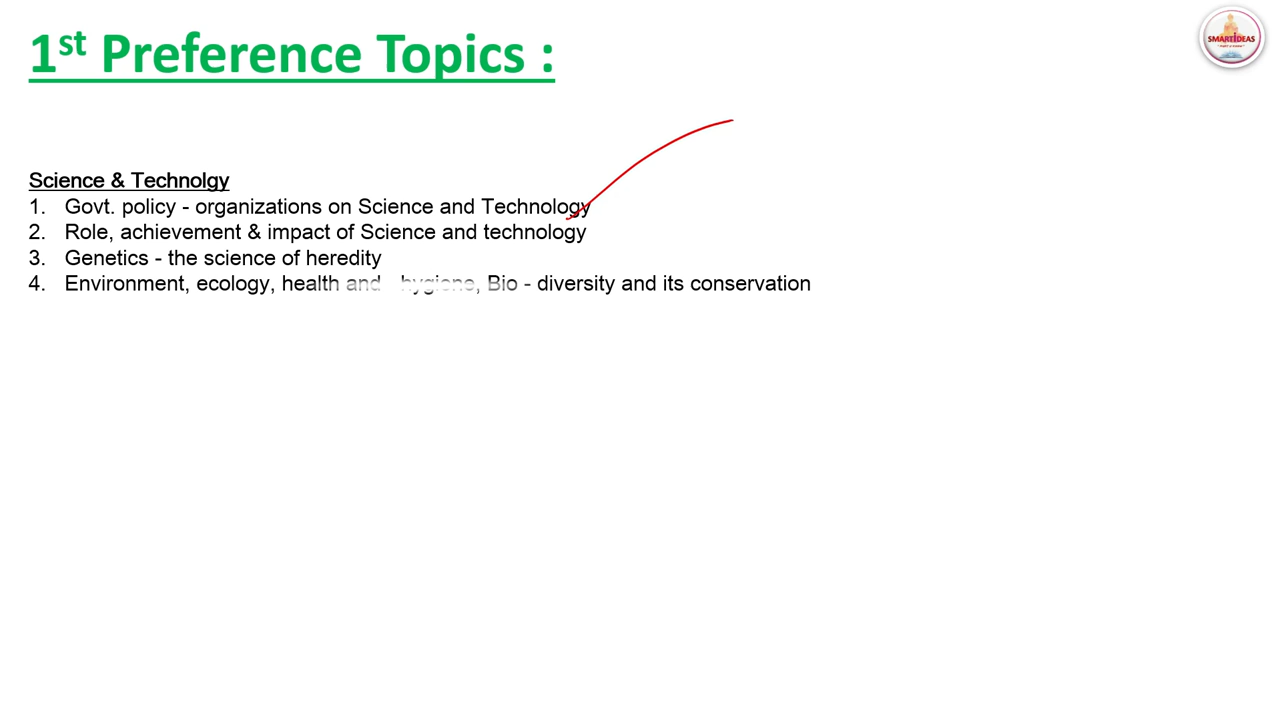 1st Preference Topics :
SMARTIDEAS
Science & Technolgy
1. Govt. policy - organizations on Science and Technology
2. Role, achievement & impact of Science and technology
3. Genetics - the science of heredity
4. Environment, ecology, health and hygiene, Bio - diversity and its conservation